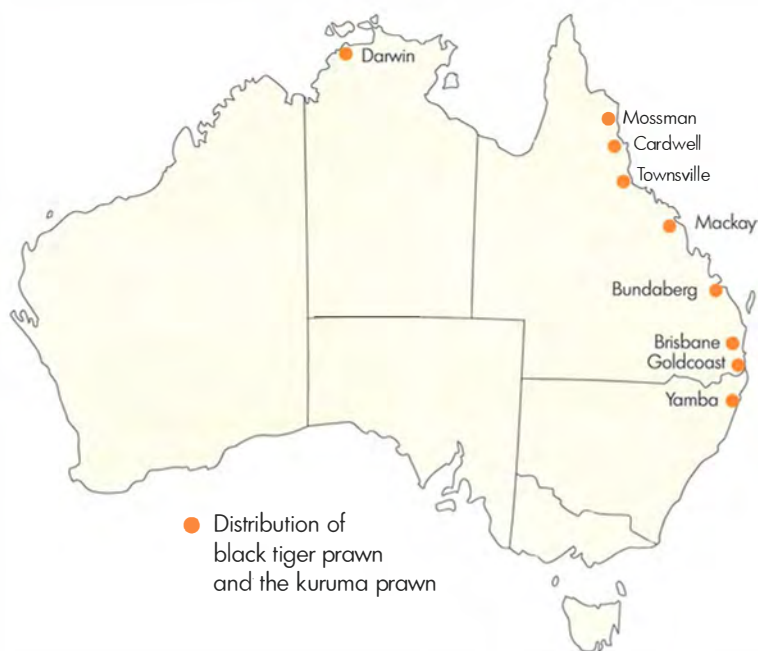 Darwin
Mossman
Cardwell
Townsville
Mackay
Bundaberg
Brisbane
Goldcoast
Yamba
Distribution of
black tiger prawn
and the kuruma prawn